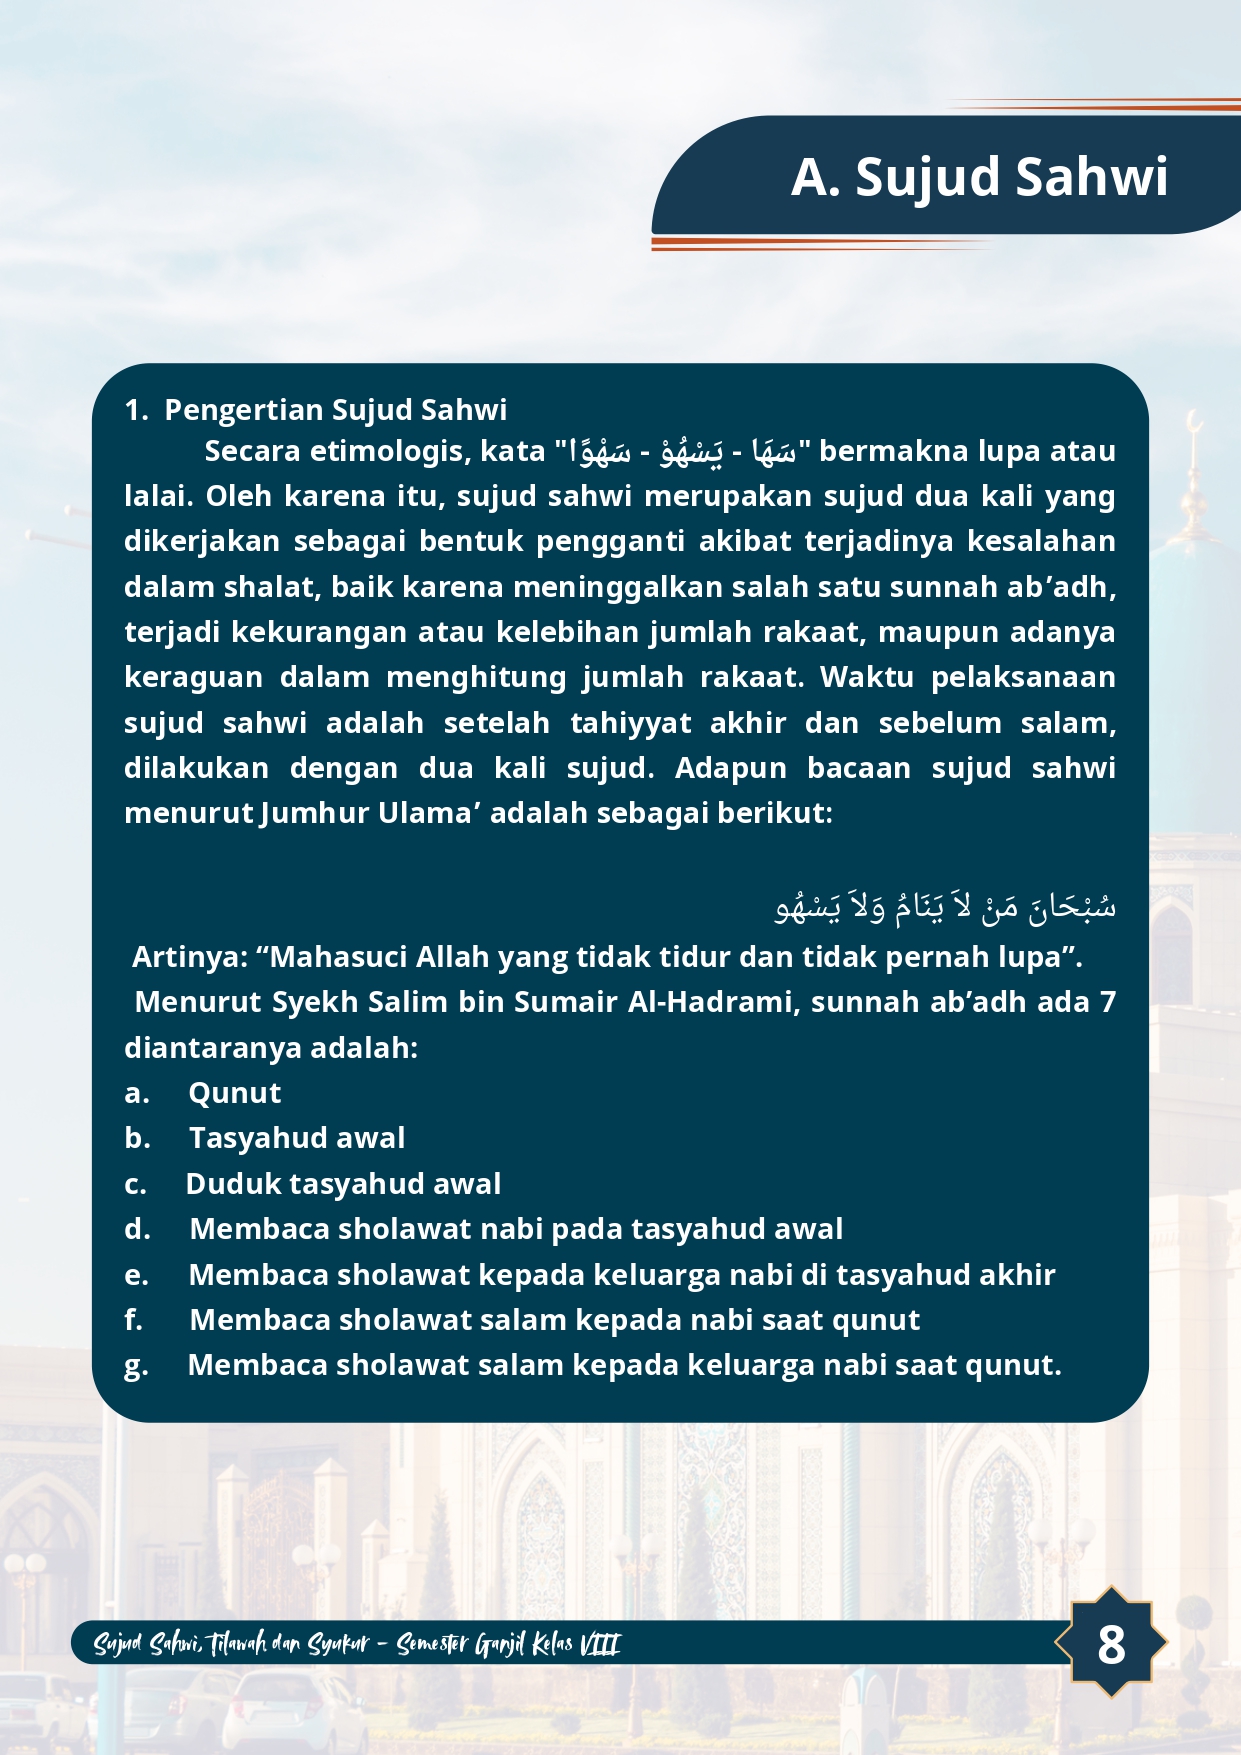 A. Sujud Sahwi
1. Pengertian Sujud Sahwi
Secara etimologis, kata "سَهَا - يَسْهُوْ - سَهْوًا" bermakna lupa atau
lalai. Oleh karena itu, sujud sahwi merupakan sujud dua kali yang
dikerjakan sebagai bentuk pengganti akibat terjadinya kesalahan
dalam shalat, baik karena meninggalkan salah satu sunnah ab’adh,
terjadi kekurangan atau kelebihan jumlah rakaat, maupun adanya
keraguan dalam menghitung jumlah rakaat. Waktu pelaksanaan
sujud sahwi adalah setelah tahiyyat akhir dan sebelum salam,
dilakukan dengan dua kali sujud. Adapun bacaan sujud sahwi
menurut Jumhur Ulama’ adalah sebagai berikut:
سُبْحَانَ مَنْ لاَ يَنَامُ وَلاَ يَسْهُو
Artinya: “Mahasuci Allah yang tidak tidur dan tidak pernah lupa”.
Menurut Syekh Salim bin Sumair Al-Hadrami, sunnah ab’adh ada 7
diantaranya adalah:
a. Qunut
b. Tasyahud awal
c. Duduk tasyahud awal
d. Membaca sholawat nabi pada tasyahud awal
e. Membaca sholawat kepada keluarga nabi di tasyahud akhir
f. Membaca sholawat salam kepada nabi saat qunut
g. Membaca sholawat salam kepada keluarga nabi saat qunut.
Sujud Sahwi, Tilawah dan Syukur - Semester Ganjil Kelas VIII
8